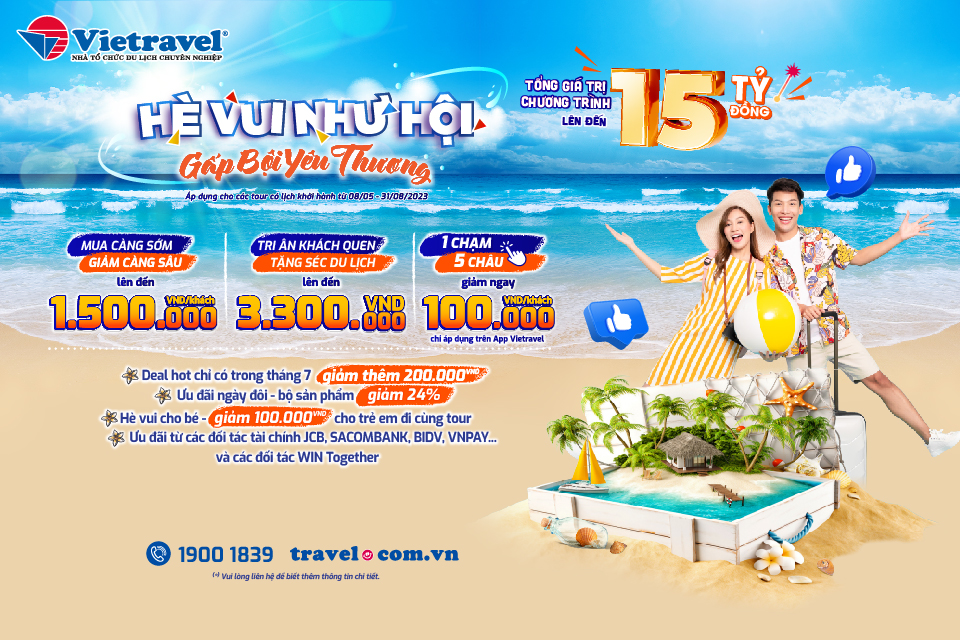 Vietravel®
NHÀ TỔ CHỨC DU LỊCH CHUYÊN NGHIỆP
HÈ VUI NHƯ HỘI
Gấp Bội Yêu Thương
Áp dụng cho các tour có lịch khởi hành từ 08/05 - 31/08/2023
TỔNG GIÁ TRỊ
CHƯƠNG TRÌNH
LÊN ĐẾN
15 TỶ
ĐỒNG
MUA CÀNG SỚM
GIẢM CÀNG SÂU
lên đến
1.500.000 VND/khách
TRI ÂN KHÁCH QUEN
TẶNG SÉC DU LỊCH
lên đến
3.300.000 VND
1 CHẠM
5 CHÂU
giảm ngay
100.000 VND/khách
chỉ áp dụng trên App Vietravel
Deal hot chỉ có trong tháng 7 giảm thêm 200.000 VND
Ưu đãi ngày đôi - bộ sản phẩm giảm 24%
Hè vui cho bé - giảm 100.000 VND cho trẻ em đi cùng tour
Ưu đãi từ các đối tác tài chính JCB, SACOMBANK, BIDV, VNPAY...
và các đối tác WIN Together
1900 1839 travel.com.vn
(*) Vui lòng liên hệ để biết thêm thông tin chi tiết.